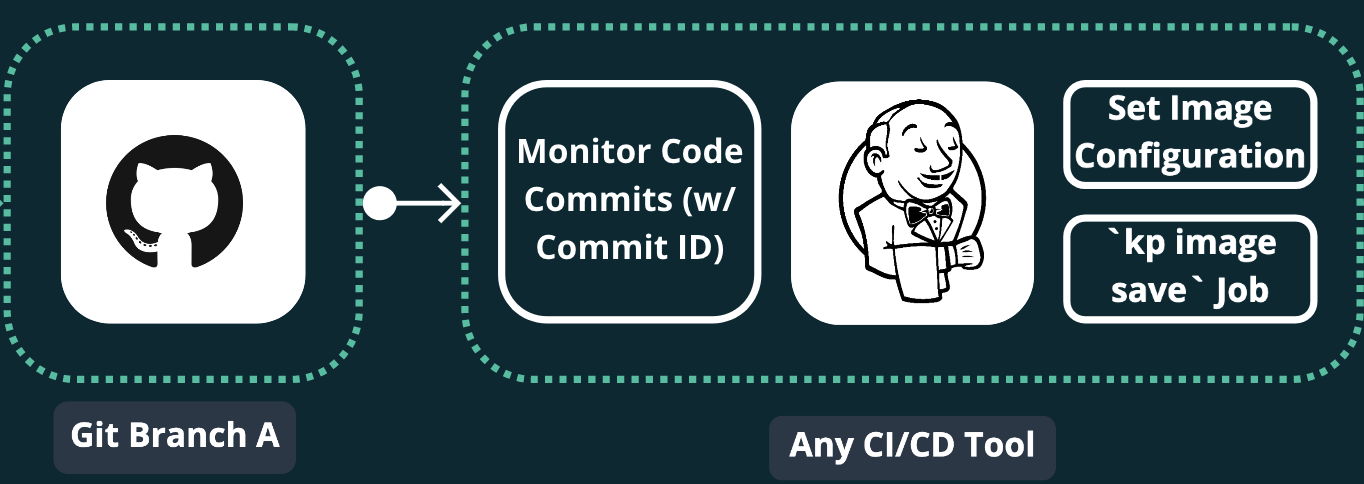 Monitor Code
Commits (w/
Commit ID)
Set Image
Configuration
`kp image
save` Job
Git Branch A
Any CI/CD Tool